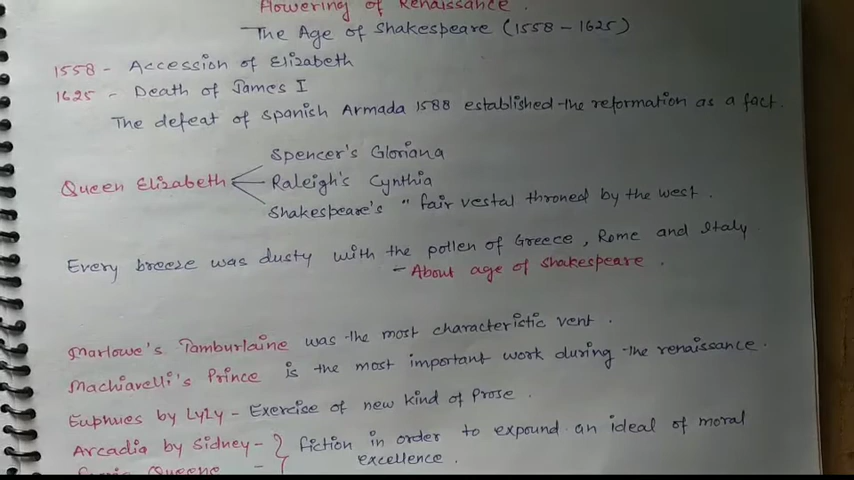 Flowering of Renaissance.
The Age of Shakespeare (1558 - 1625)
1558 - Accession of Elizabeth
1625 - Death of James I
The defeat of Spanish Armada 1588 established the reformation as a fact.
Spencer's Gloriana
Queen Elizabeth Raleigh's Cynthia
Shakespeare's " fair vestal throned by the west.
Every breeze was dusty with the pollen of Greece, Rome and Italy
- About age of Shakespeare.
Marlowe's Tamburlaine was the most characteristic vent.
Machiavelli's Prince is the most important work during the renaissance.
Euphues by LyLy - Exercise of new kind of Prose.
Arcadia by Sidney - fiction in order to expound an ideal of moral
excellence.
Queene -